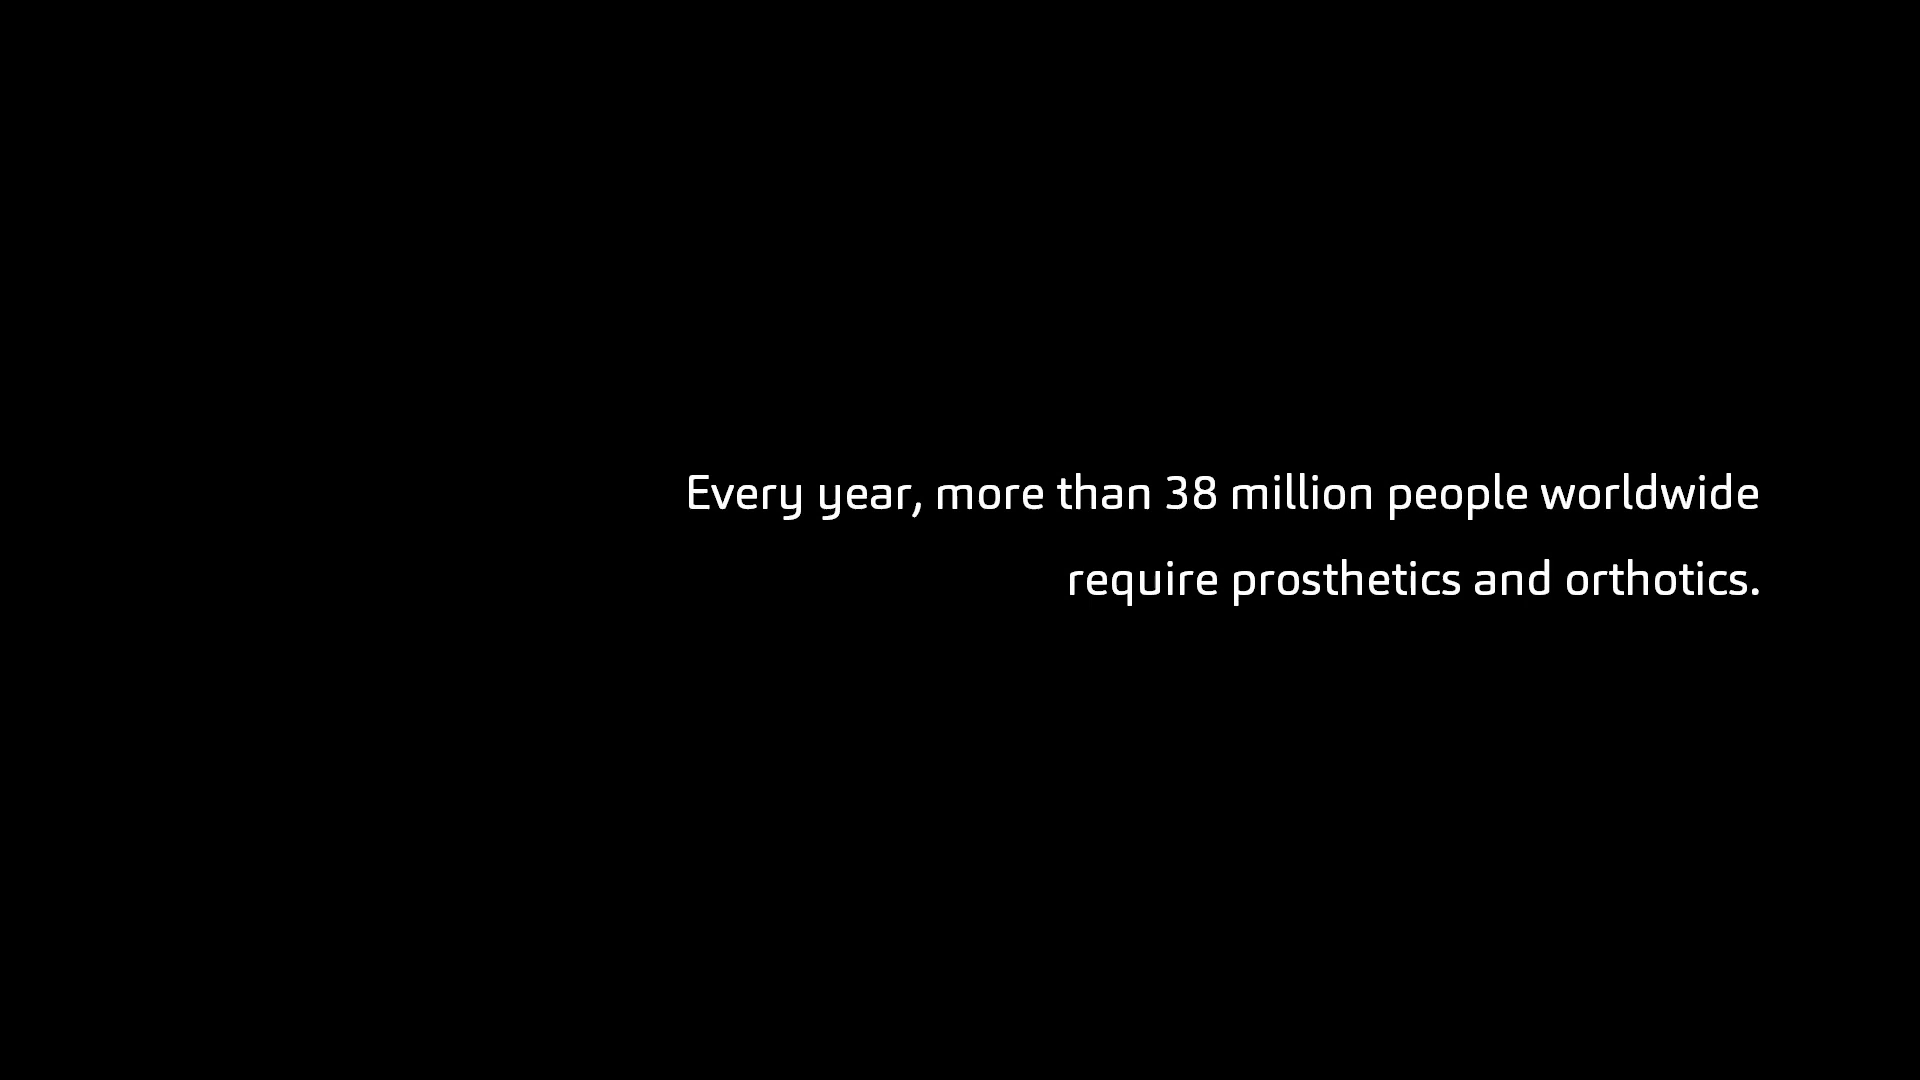 Every year, more than 38 million people worldwide
require prosthetics and orthotics.